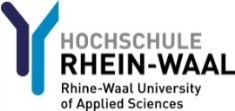 HOCHSCHULE
RHEIN-WAAL
Rhine-Waal University
of Applied Sciences